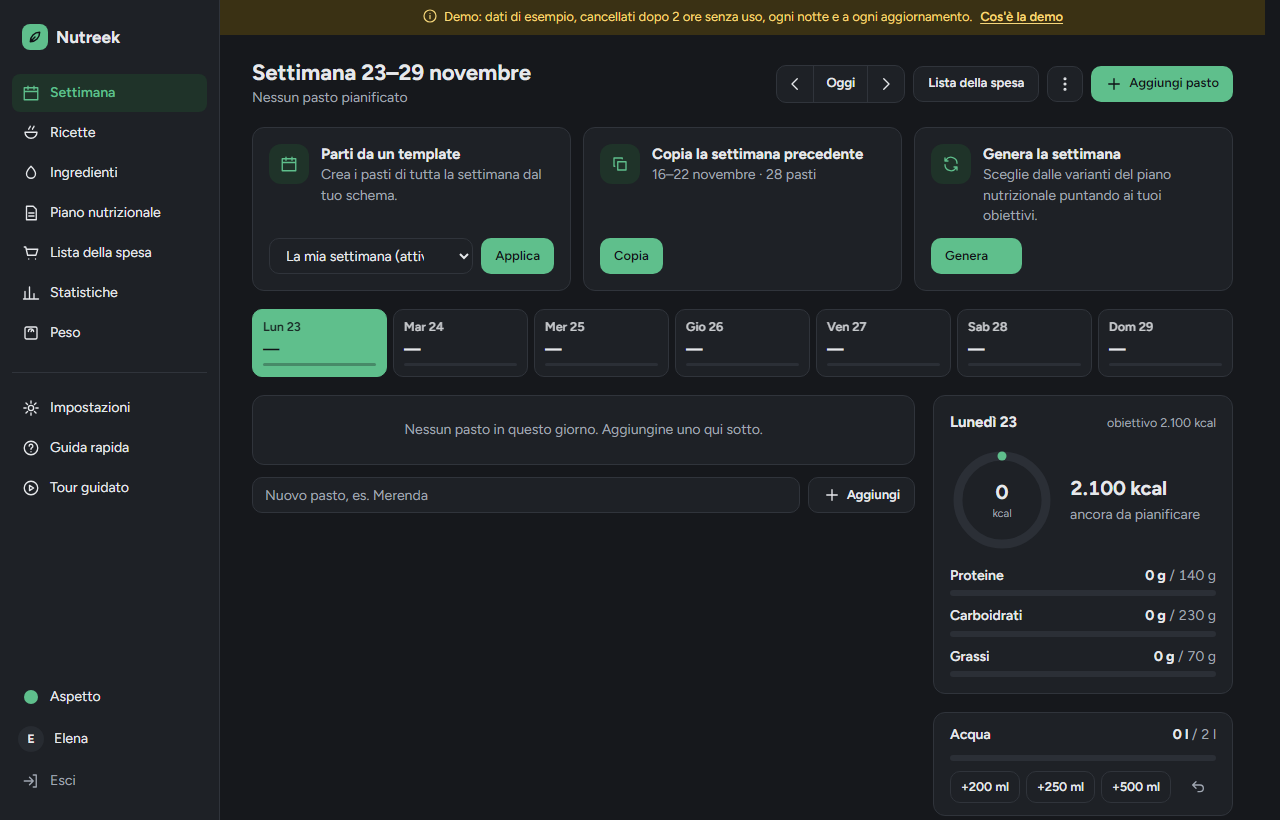 Nutreek
Settimana
Ricette
Ingredienti
Piano nutrizionale
Lista della spesa
Statistiche
Peso
Impostazioni
Guida rapida
Tour guidato
Aspetto
E Elena
Esci
Demo: dati di esempio, cancellati dopo 2 ore senza uso, ogni notte e a ogni aggiornamento. Cos'è la demo
Settimana 23–29 novembre
Nessun pasto pianificato
Oggi
Lista della spesa
Aggiungi pasto
Parti da un template
Crea i pasti di tutta la settimana dal
tuo schema.
La mia settimana (attiv
Applica
Copia la settimana precedente
16–22 novembre · 28 pasti
Copia
Genera la settimana
Sceglie dalle varianti del piano
nutrizionale puntando ai tuoi
obiettivi.
Genera
Lun 23
—
Mar 24
—
Mer 25
—
Gio 26
—
Ven 27
—
Sab 28
—
Dom 29
—
Nessun pasto in questo giorno. Aggiungine uno qui sotto.
Nuovo pasto, es. Merenda
Aggiungi
Lunedì 23
obiettivo 2.100 kcal
0
kcal
2.100 kcal
ancora da pianificare
Proteine 0 g / 140 g
Carboidrati 0 g / 230 g
Grassi 0 g / 70 g
Acqua 0 l / 2 l
+200 ml +250 ml +500 ml